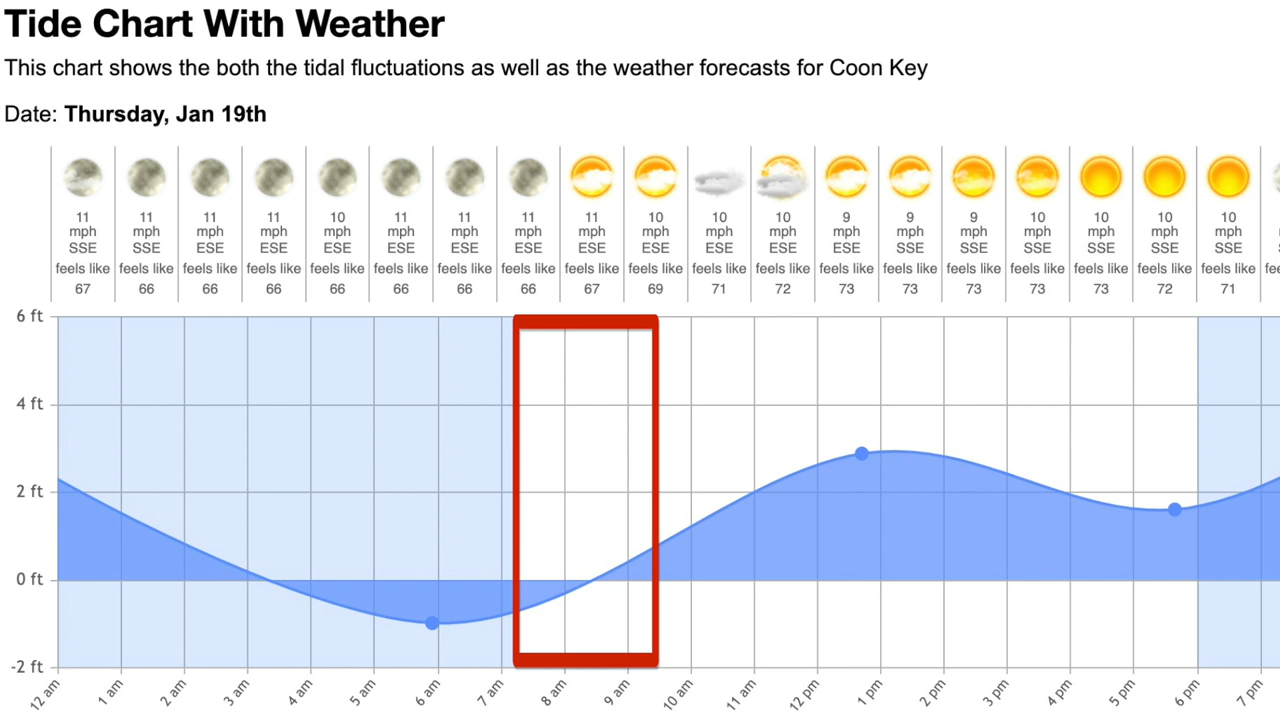 Tide Chart With Weather
This chart shows the both the tidal fluctuations as well as the weather forecasts for Coon Key
Date: Thursday, Jan 19th
11 11 11 11 10 11 11 11 11 10 10 10 9 9 9 10 10 10 10
mph mph mph mph mph mph mph mph mph mph mph mph mph mph mph mph mph mph mph
SSE SSE ESE ESE ESE ESE ESE ESE ESE ESE ESE ESE ESE SSE SSE SSE SSE SSE SSE
feels like feels like feels like feels like feels like feels like feels like feels like feels like feels like feels like feels like feels like feels like feels like feels like feels like feels like feels like
67 66 66 66 66 66 66 66 67 69 71 72 73 73 73 73 73 72 71
6 ft
4 ft
2 ft
0 ft
-2 ft
12 am 1 am 2 am 3 am 4 am 5 am 6 am 7 am 8 am 9 am 10 am 11 am 12 pm 1 pm 2 pm 3 pm 4 pm 5 pm 6 pm 7 pm